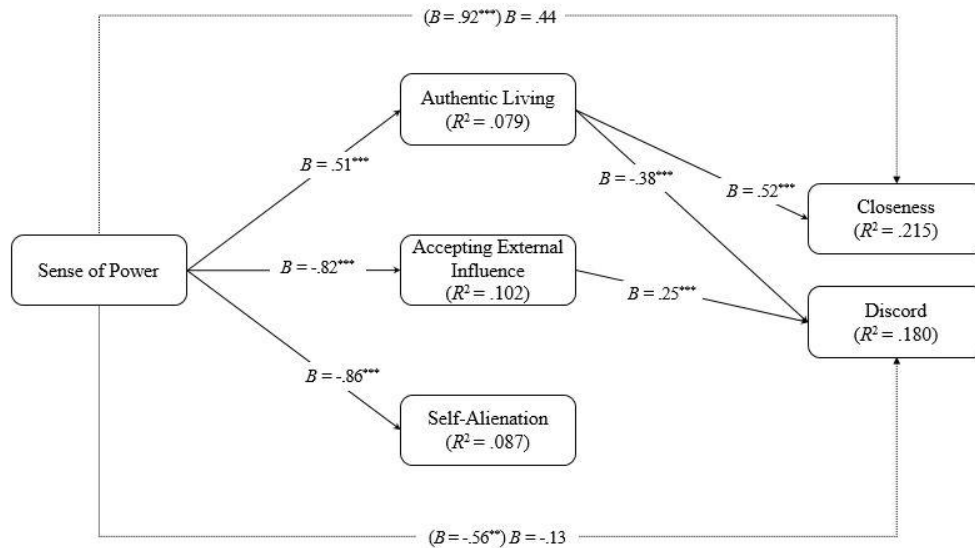 (B = .92***) B = .44
Authentic Living
(R² = .079)
B = .51***
B = -.38***
B = .52***
Closeness
(R² = .215)
Sense of Power
B = -.82***
Accepting External
Influence
(R² = .102)
B = .25***
Discord
(R² = .180)
B = -.86***
Self-Alienation
(R² = .087)
(B = -.56**) B = -.13